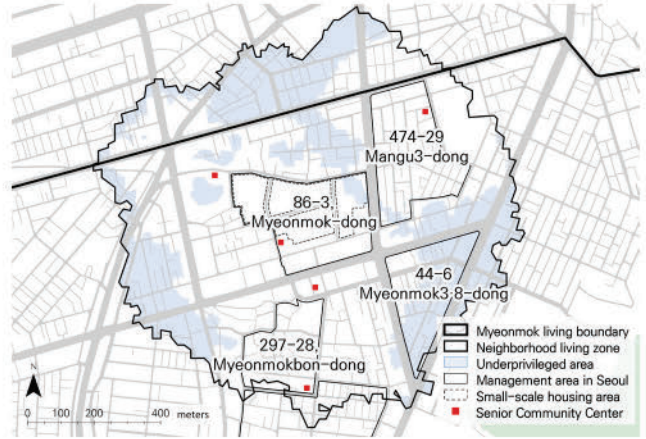 474-29
Mangu3-dong
86-3,
Myeonmok-dong
44-6
Myeonmok3·8-dong
297-28,
Myeonmokbon-dong
N
0 100 200 400 meters
Myeonmok living boundary
Neighborhood living zone
Underprivileged area
Management area in Seoul
Small-scale housing area
Senior Community Center